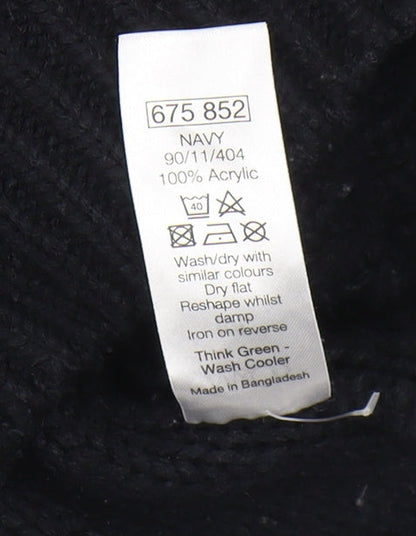 675 852
NAVY
90/11/404
100% Acrylic
40
Wash/dry with
similar colours
Dry flat
Reshape whilst
damp
Iron on reverse
Think Green -
Wash Cooler
Made in Bangladesh